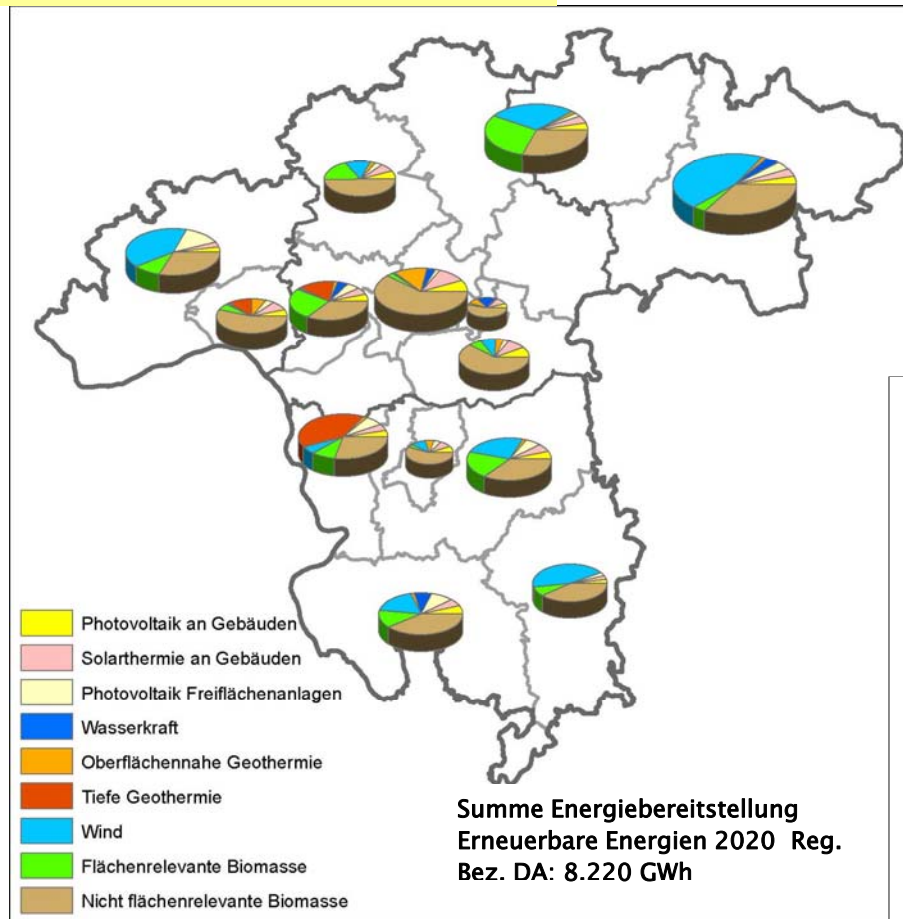 Photovoltaik an Gebäuden
Solarthermie an Gebäuden
Photovoltaik Freiflächenanlagen
Wasserkraft
Oberflächennahe Geothermie
Tiefe Geothermie
Wind
Flächenrelevante Biomasse
Nicht flächenrelevante Biomasse
Summe Energiebereitstellung
Erneuerbare Energien 2020 Reg.
Bez. DA: 8.220 GWh